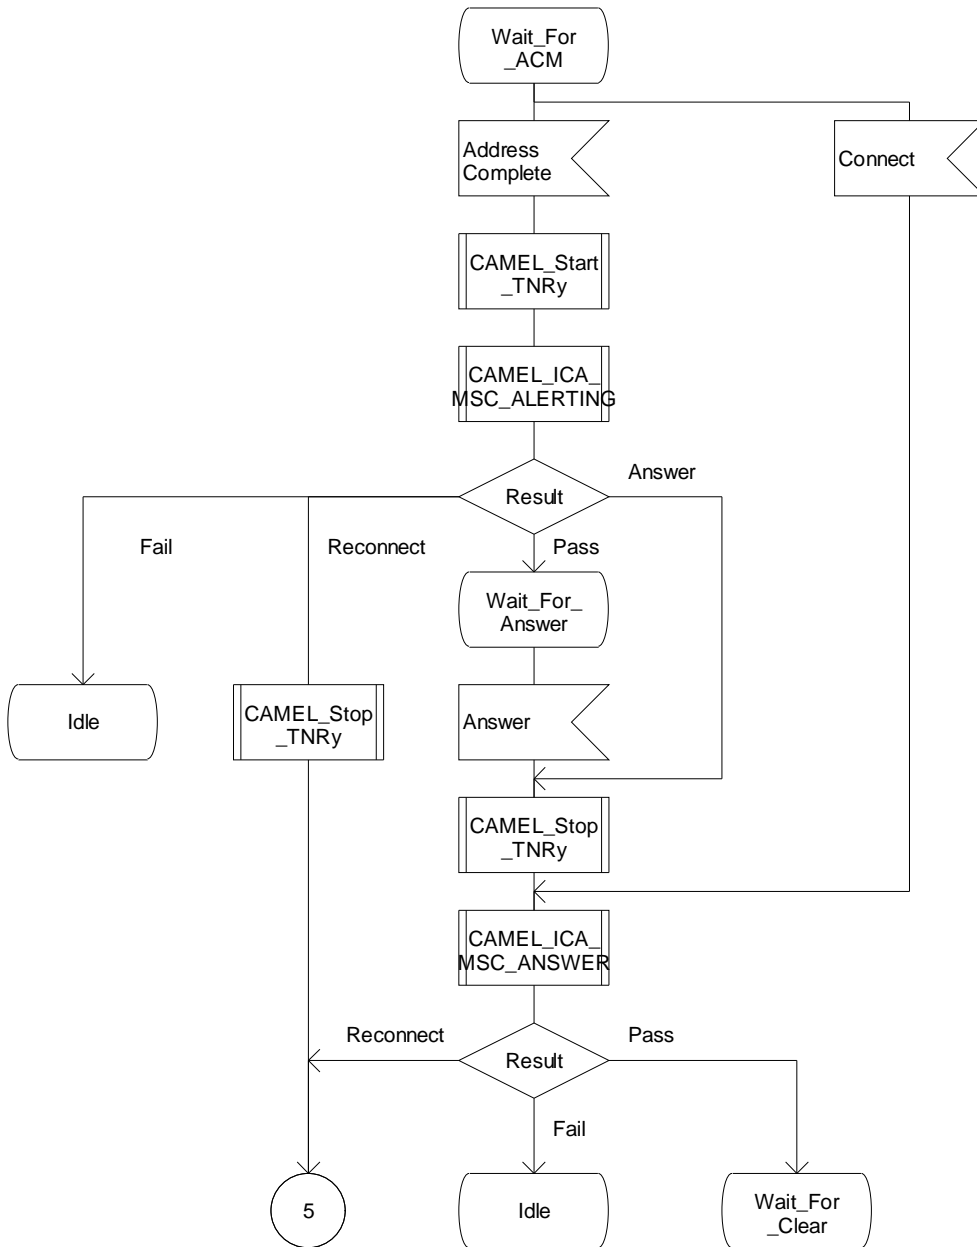 Wait_For
_ACM
Address
Complete
Connect
CAMEL_Start
_TNRy
CAMEL_ICA_
MSC_ALERTING
Answer
Result
Fail
Reconnect
Pass
Wait_For_
Answer
Idle
CAMEL_Stop
_TNRy
Answer
CAMEL_Stop
_TNRy
CAMEL_ICA_
MSC_ANSWER
Reconnect
Pass
Result
Fail
5
Idle
Wait_For
_Clear